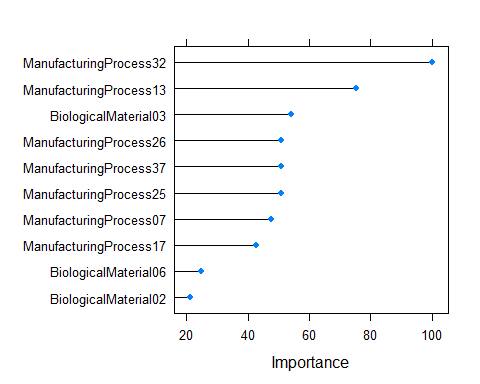 ManufacturingProcess32
ManufacturingProcess13
BiologicalMaterial03
ManufacturingProcess26
ManufacturingProcess37
ManufacturingProcess25
ManufacturingProcess07
ManufacturingProcess17
BiologicalMaterial06
BiologicalMaterial02
20 40 60 80 100
Importance